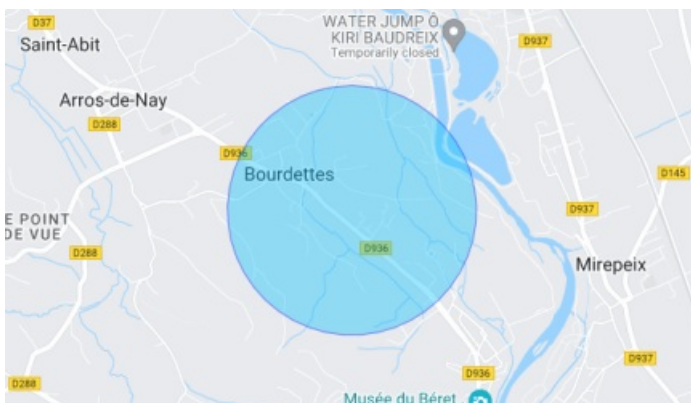 D37
Saint-Abit
WATER JUMP Ô
KIRI BAUDREIX
Temporarily closed
D937
Arros-de-Nay
D288
D936
Bourdettes
D145
E POINT
DE VUE
D937
D288
D936
Mirepeix
D937
D936
D288
Musée du Béret